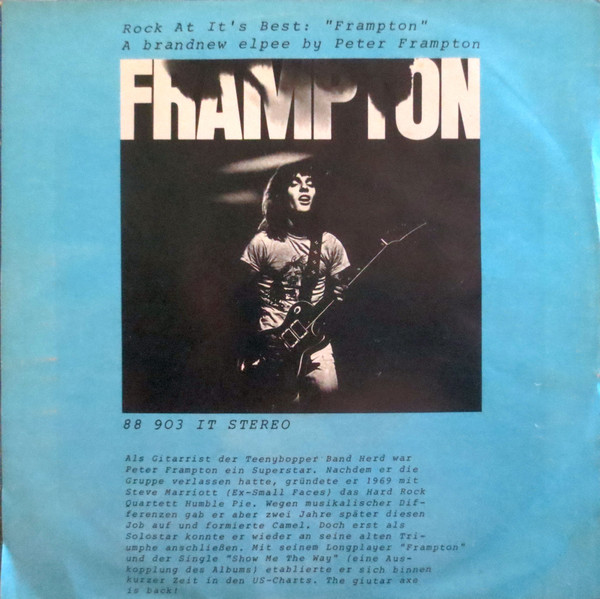 Rock At It's Best: "Frampton"
A brandnew elpee by Peter Frampton
FRAMPTON
88 903 IT STEREO
Als Gitarrist der Teenybopper Band Herd war
Peter Frampton ein Superstar. Nachdem er die
Gruppe verlassen hatte, gründete er 1969 mit
Steve Marriott (Ex-Small Faces) das Hard Rock
Quartett Humble Pie. Wegen musikalischer Dif-
ferenzen gab er aber zwei Jahre später diesen
Job auf und formierte Camel. Doch erst als
Solostar konnte er wieder an seine alten Tri-
umphe anschließen. Mit seinem Longplayer "Frampton"
und der Single "Show Me The Way" (eine Aus-
kopplung des Albums) etablierte er sich binnen
kurzer Zeit in den US-Charts. The giutar axe
is back!